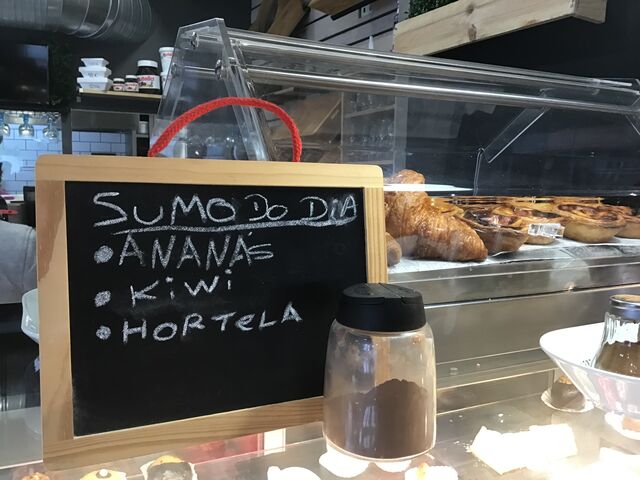 SUMO DO DiA
• ANANAS
• KiWi
• HORTeLA